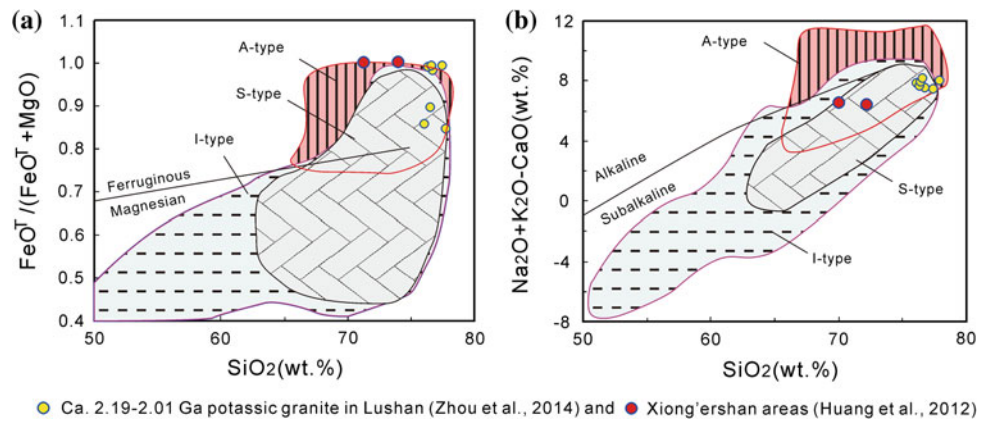 (a)
FeOᵀ/(FeOᵀ+MgO)
1.1
1.0
0.9
0.8
0.7
0.6
0.5
0.4
A-type
S-type
I-type
Ferruginous
Magnesian
50 60 70 80
SiO₂(wt.%)
(b)
Na2O+K2O-CaO(wt.%)
12
8
4
0
-4
-8
A-type
Alkaline
Subalkaline
S-type
I-type
50 60 70 80
SiO₂(wt.%)
Ca. 2.19-2.01 Ga potassic granite in Lushan (Zhou et al., 2014) and Xiong'ershan areas (Huang et al., 2012)